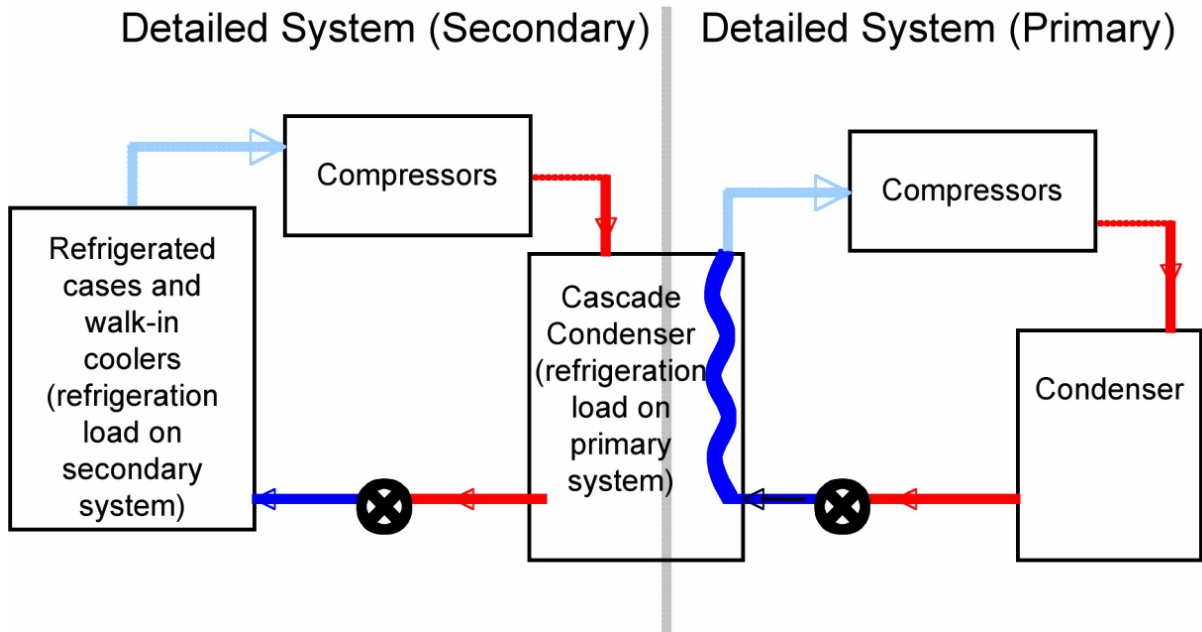 Detailed System (Secondary)
Detailed System (Primary)
Compressors
Compressors
Refrigerated
cases and
walk-in
coolers
(refrigeration
load on
secondary
system)
Cascade
Condenser
(refrigeration
load on
primary
system)
Condenser